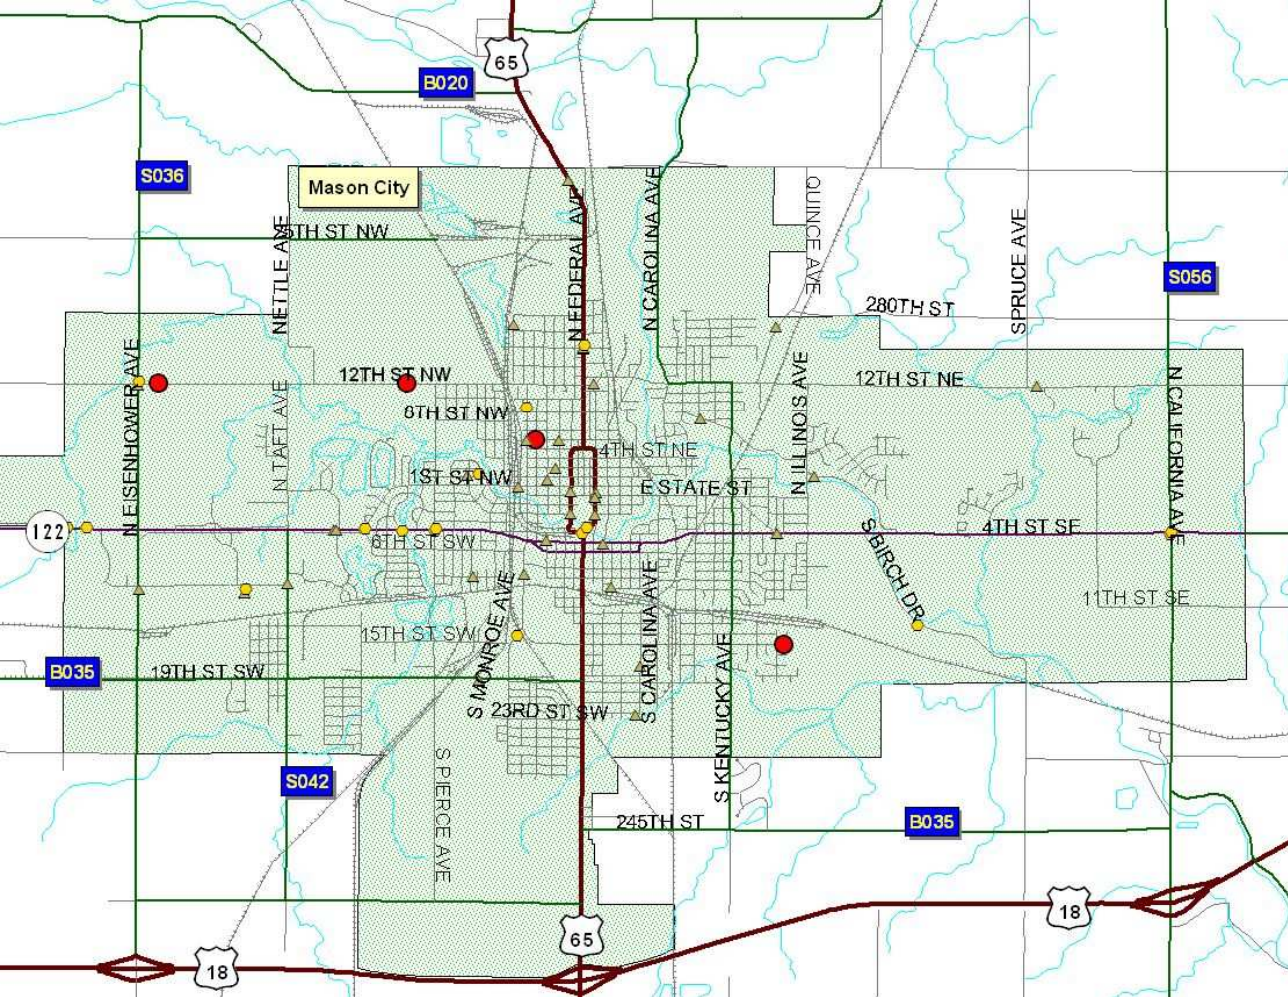 65
B020
S036
Mason City
QUINCE AVE
N CAROLINA AVE
N FEDERAL AVE
SPRUCE AVE
NETTLE AVE
25TH ST NW
S056
280TH ST
N EISENHOWER AVE
12TH ST NW
12TH ST NE
N ILLINOIS AVE
N CALIFORNIA AVE
N TAFT AVE
8TH ST NW
4TH ST NE
1ST ST NW
E STATE ST
122
4TH ST SE
6TH ST SW
S BIRCH DR
11TH ST SE
S MONROE AVE
S CAROLINA AVE
15TH ST SW
B035
19TH ST SW
S KENTUCKY AVE
23RD ST SW
S042
S PIERCE AVE
245TH ST
B035
18
65
18